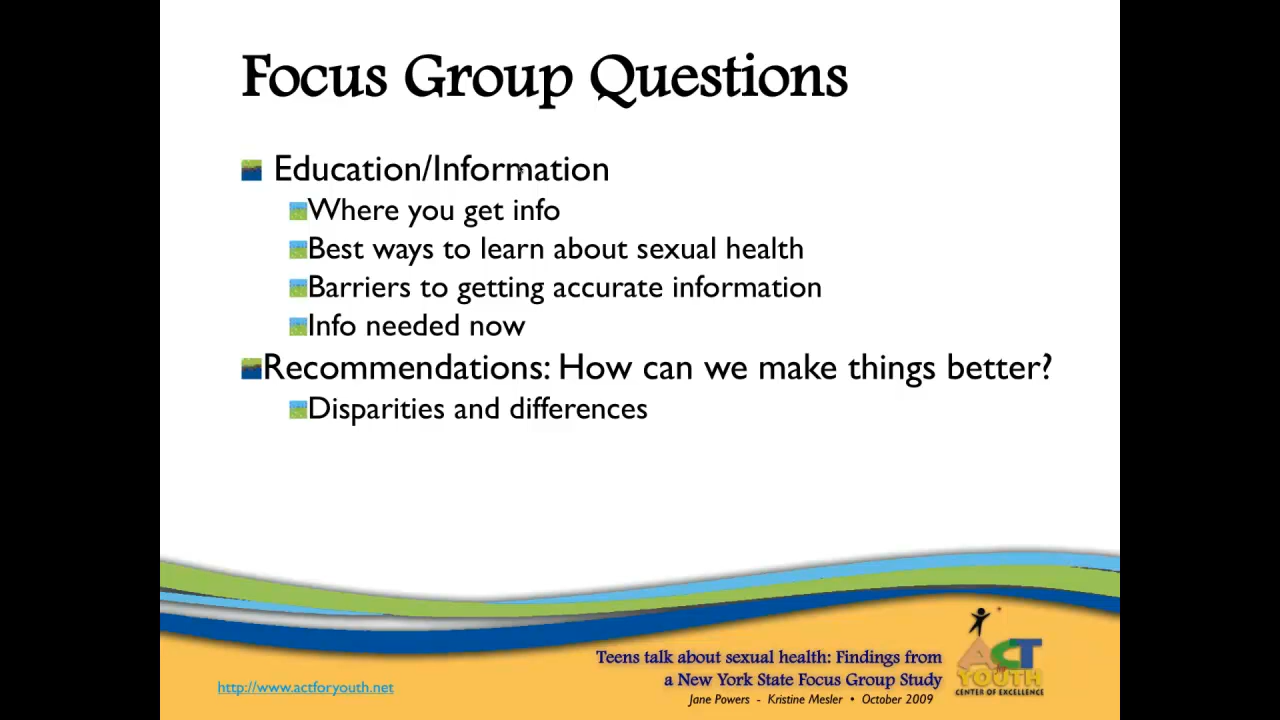 Focus Group Questions
Education/Information
Where you get info
Best ways to learn about sexual health
Barriers to getting accurate information
Info needed now
Recommendations: How can we make things better?
Disparities and differences
Teens talk about sexual health: Findings from
a New York State Focus Group Study
Jane Powers - Kristine Mesler • October 2009
http://www.actforyouth.net
ACT
for
YOUTH
CENTER OF EXCELLENCE